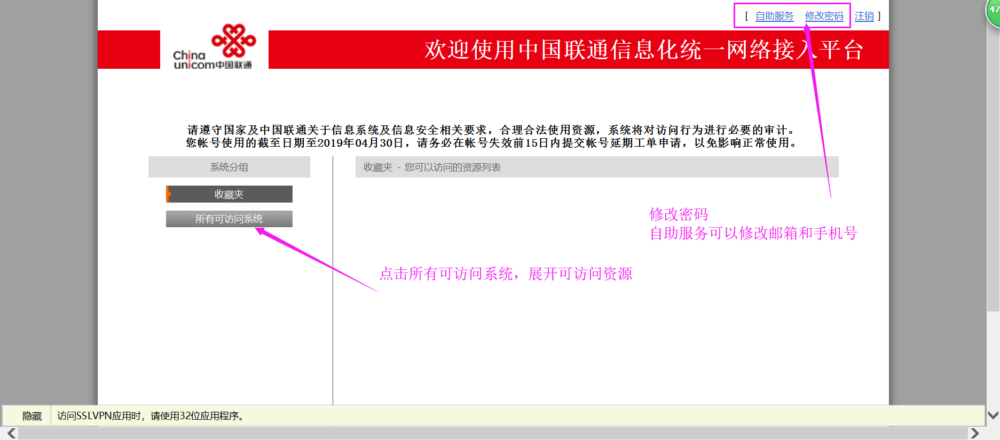 [ 自助服务 修改密码 注销 ]
47
China
unicom中国联通
欢迎使用中国联通信息化统一网络接入平台
请遵守国家及中国联通关于信息系统及信息安全相关要求，合理合法使用资源，系统将对访问行为进行必要的审计。
您帐号使用的截至日期至2019年04月30日，请务必在帐号失效前15日内提交帐号延期工单申请，以免影响正常使用。
系统分组
收藏夹 - 您可以访问的资源列表
收藏夹
所有可访问系统
修改密码
自助服务可以修改邮箱和手机号
点击所有可访问系统，展开可访问资源
隐藏 访问SSLVPN应用时，请使用32位应用程序。